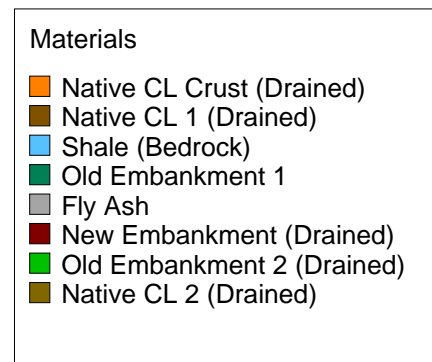 Materials
Native CL Crust (Drained)
Native CL 1 (Drained)
Shale (Bedrock)
Old Embankment 1
Fly Ash
New Embankment (Drained)
Old Embankment 2 (Drained)
Native CL 2 (Drained)